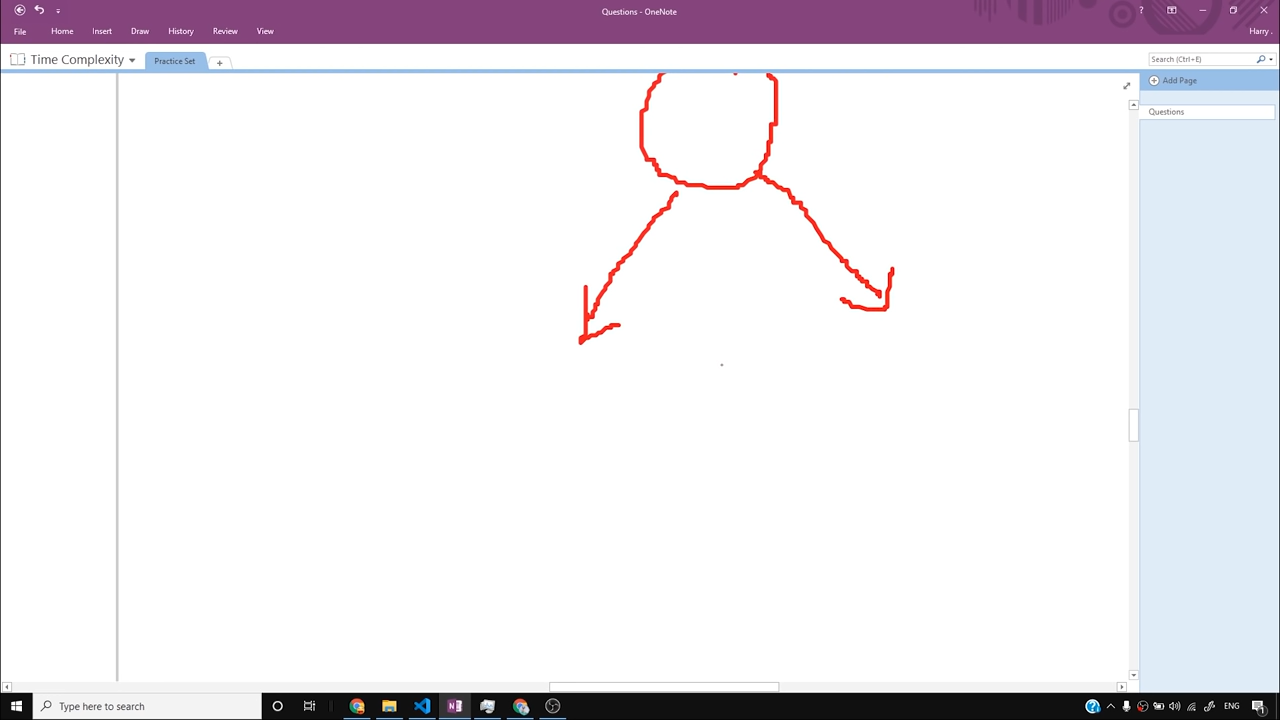 Questions - OneNote
?
File
Home
Insert
Draw
History
Review
View
Harry .
Time Complexity
Practice Set
+
Search (Ctrl+E)
Add Page
Questions
Type here to search